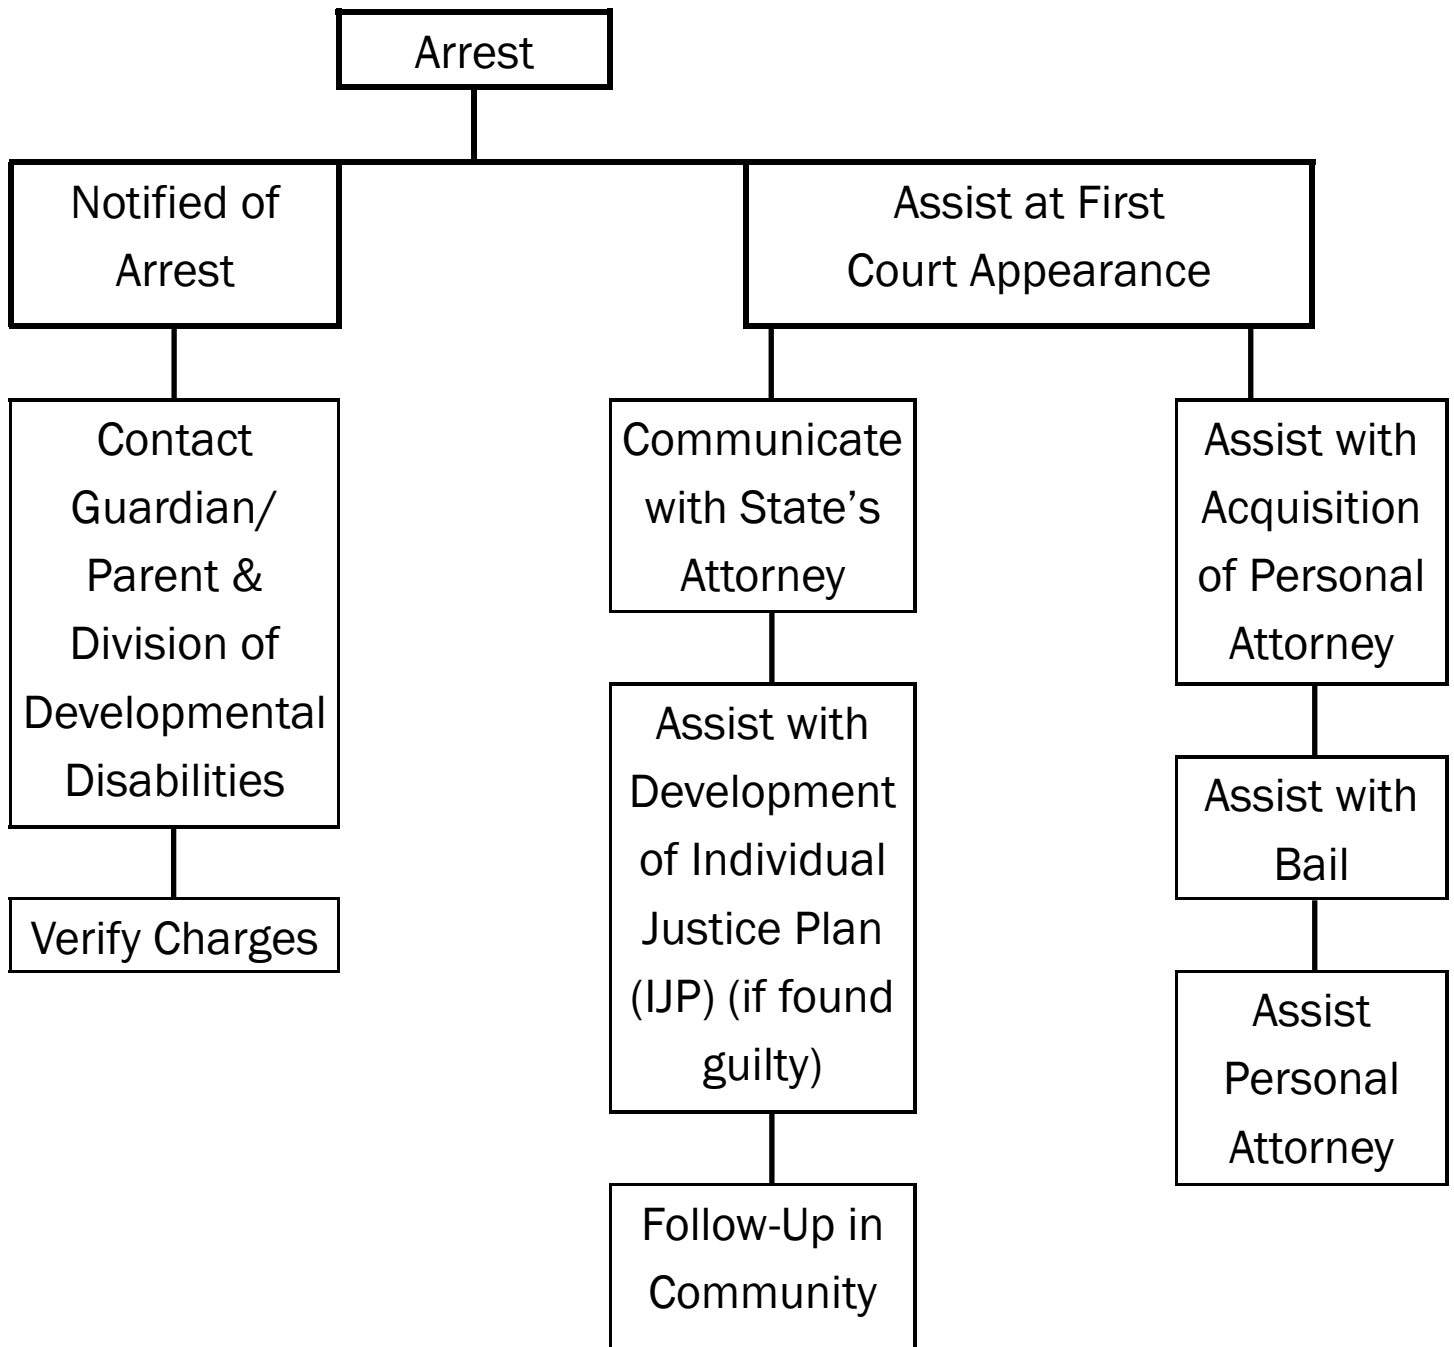 Arrest
Notified of
Arrest
Assist at First
Court Appearance
Contact
Guardian/
Parent &
Division of
Developmental
Disabilities
Verify Charges
Communicate
with State’s
Attorney
Assist with
Development
of Individual
Justice Plan
(IJP) (if found
guilty)
Follow-Up in
Community
Assist with
Acquisition
of Personal
Attorney
Assist with
Bail
Assist
Personal
Attorney